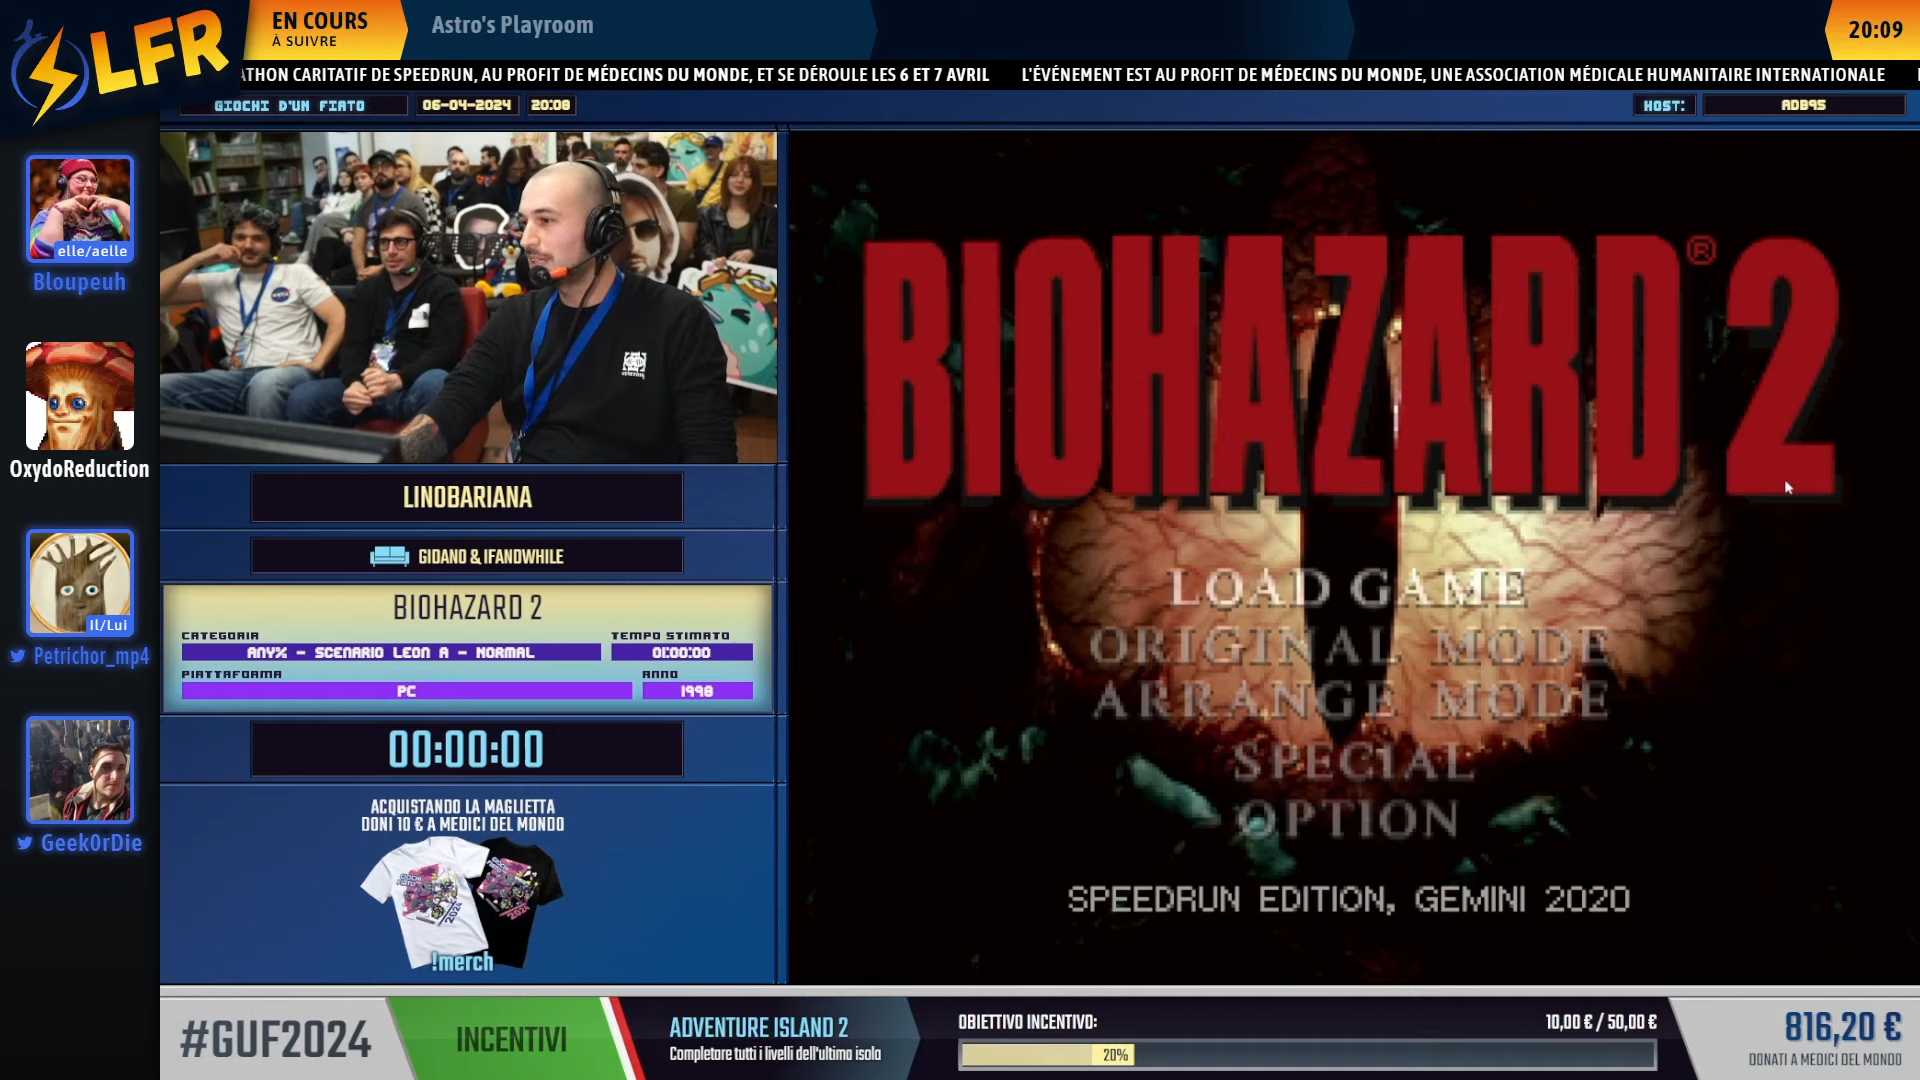 LFR
EN COURS
À SUIVRE
Astro's Playroom
20:09
ATHON CARITATIF DE SPEEDRUN, AU PROFIT DE MÉDECINS DU MONDE, ET SE DÉROULE LES 6 ET 7 AVRIL
L'ÉVÉNEMENT EST AU PROFIT DE MÉDECINS DU MONDE, UNE ASSOCIATION MÉDICALE HUMANITAIRE INTERNATIONALE
GIOCHI D'UN FIATO
06-04-2024
20:08
HOST:
ADB95
elle/aelle
Bloupeuh
OxydoReduction
Il/Lui
Petrichor_mp4
Geek0rDie
NASA
LINOBARIANA
GIDANO & IFANDWHILE
BIOHAZARD 2
CATEGORIA
TEMPO STIMATO
ANY% - SCENARIO LEON A - NORMAL
01:00:00
PIATTAFORMA
ANNO
PC
1998
00:00:00
ACQUISTANDO LA MAGLIETTA
DONI 10 € A MEDICI DEL MONDO
2024
2024
!merch
BIOHAZARD® 2
LOAD GAME
ORIGINAL MODE
ARRANGE MODE
SPECIAL
OPTION
SPEEDRUN EDITION, GEMINI 2020
#GUF2024
INCENTIVI
ADVENTURE ISLAND 2
Completare tutti i livelli dell'ultima isola
OBIETTIVO INCENTIVO:
10,00 € / 50,00 €
20%
816,20 €
DONATI A MEDICI DEL MONDO